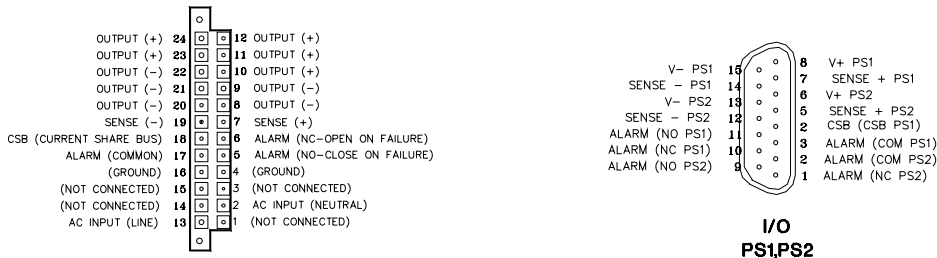 OUTPUT (+) 24 12 OUTPUT (+)
OUTPUT (+) 23 11 OUTPUT (+)
OUTPUT (-) 22 10 OUTPUT (+)
OUTPUT (-) 21 9 OUTPUT (-)
OUTPUT (-) 20 8 OUTPUT (-)
SENSE (-) 19 7 SENSE (+)
CSB (CURRENT SHARE BUS) 18 6 ALARM (NC-OPEN ON FAILURE)
ALARM (COMMON) 17 5 ALARM (NO-CLOSE ON FAILURE)
(GROUND) 16 4 (GROUND)
(NOT CONNECTED) 15 3 (NOT CONNECTED)
(NOT CONNECTED) 14 2 AC INPUT (NEUTRAL)
AC INPUT (LINE) 13 1 (NOT CONNECTED)
8 V+ PS1
V- PS1 15 7 SENSE + PS1
SENSE - PS1 14 6 V+ PS2
V- PS2 13 5 SENSE + PS2
SENSE - PS2 12 2 CSB (CSB PS1)
ALARM (NO PS1) 11 3 ALARM (COM PS1)
ALARM (NC PS1) 10 2 ALARM (COM PS2)
ALARM (NO PS2) 9 1 ALARM (NC PS2)
I/O
PS1,PS2